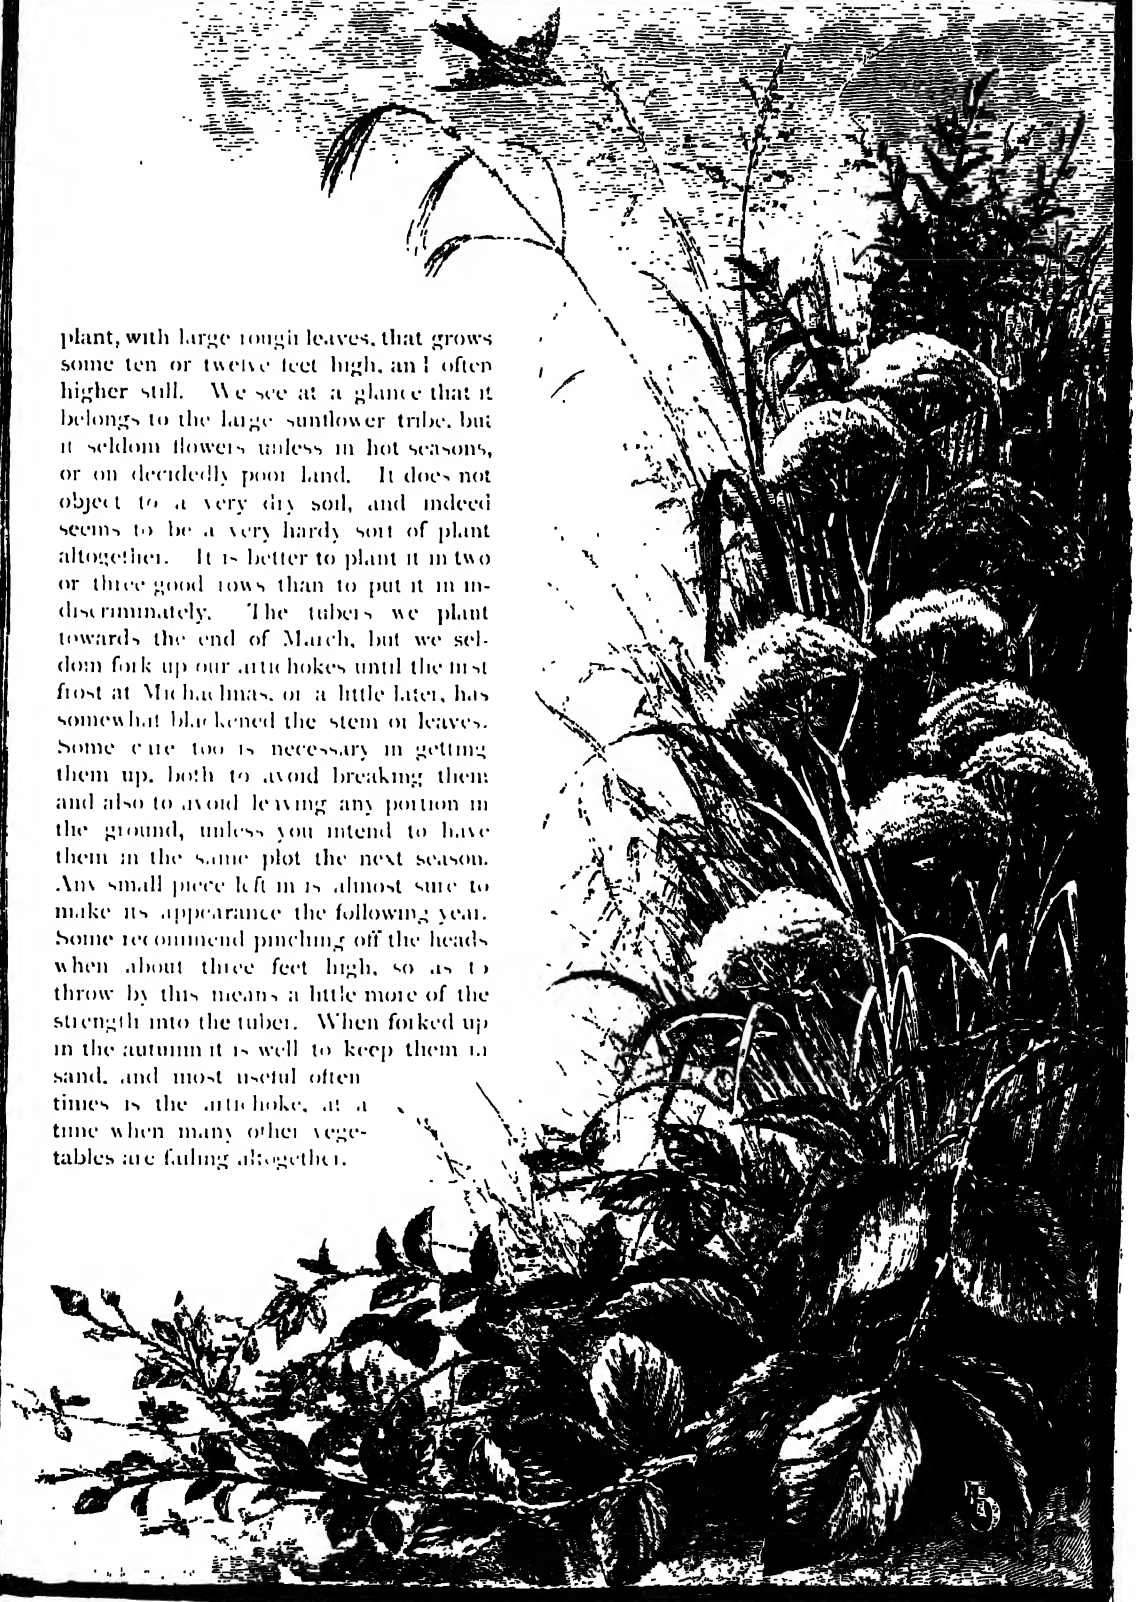 plant, with large rough leaves, that grows
some ten or twelve feet high, and often
higher still. We see at a glance that it
belongs to the large sunflower tribe, but
it seldom flowers unless in hot seasons,
or on decidedly poor land. It does not
object to a very dry soil, and indeed
seems to be a very hardy sort of plant
altogether. It is better to plant it in two
or three good rows than to put it in in-
discriminately. The tubers we plant
towards the end of March, but we sel-
dom fork up our artichokes until the first
frost at Michaelmas, or a little later, has
somewhat blackened the stem or leaves.
Some care too is necessary in getting
them up, both to avoid breaking them
and also to avoid leaving any portion in
the ground, unless you intend to have
them in the same plot the next season.
Any small piece left in is almost sure to
make its appearance the following year.
Some recommend pinching off the heads
when about three feet high, so as to
throw by this means a little more of the
strength into the tuber. When forked up
in the autumn it is well to keep them in
sand, and most useful often
times is the artichoke, at a
time when many other vege-
tables are failing altogether.